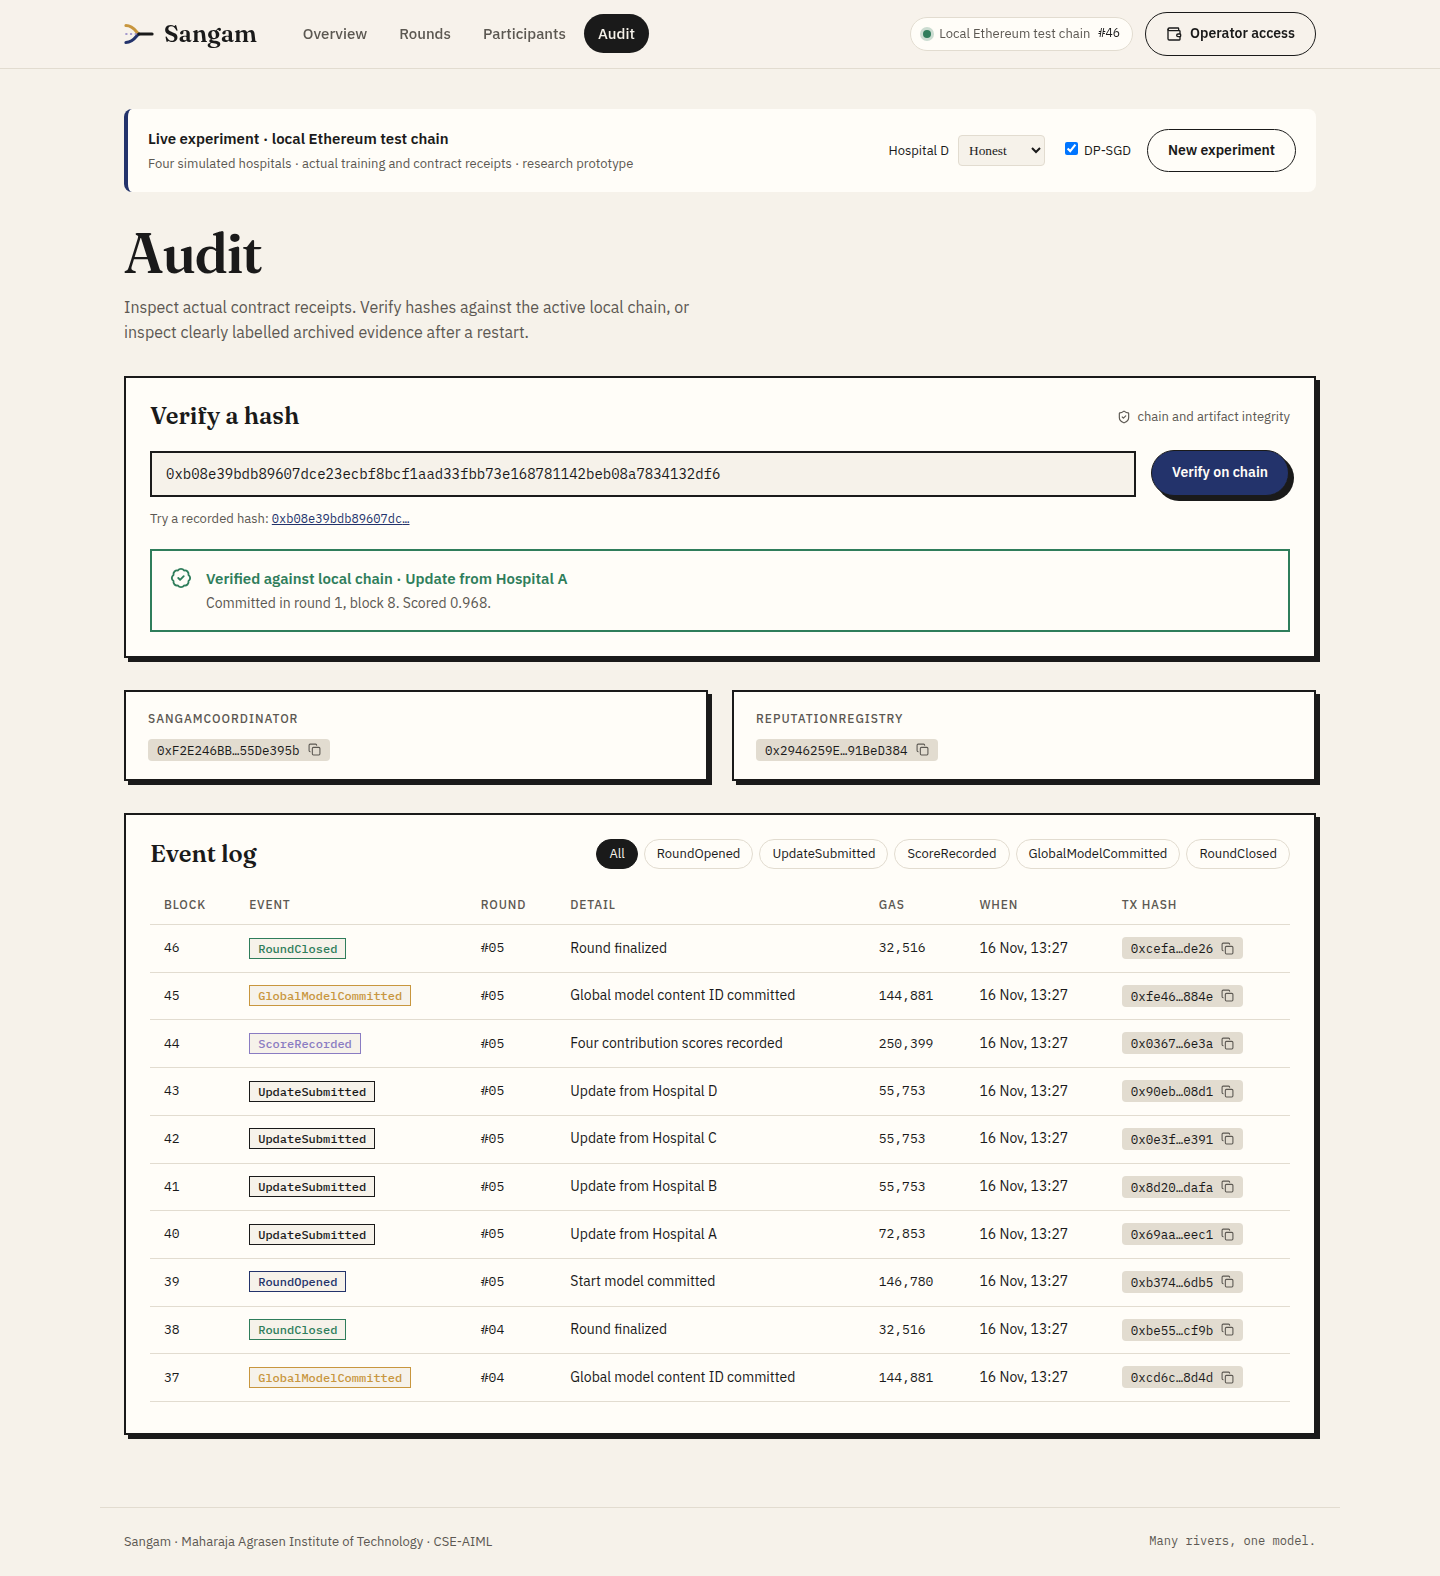 Sangam
Overview Rounds Participants Audit
Local Ethereum test chain #46
Operator access
Live experiment · local Ethereum test chain
Four simulated hospitals · actual training and contract receipts · research prototype
Hospital D Honest DP-SGD New experiment
Audit
Inspect actual contract receipts. Verify hashes against the active local chain, or
inspect clearly labelled archived evidence after a restart.
Verify a hash
chain and artifact integrity
0xb08e39bdb89607dce23ecbf8bcf1aad33fbb73e168781142beb08a7834132df6
Verify on chain
Try a recorded hash: 0xb08e39bdb89607dc…
Verified against local chain · Update from Hospital A
Committed in round 1, block 8. Scored 0.968.
SANGAMCOORDINATOR
0xF2E246BB…55De395b
REPUTATIONREGISTRY
0x2946259E…91BeD384
Event log
All RoundOpened UpdateSubmitted ScoreRecorded GlobalModelCommitted RoundClosed
BLOCK EVENT ROUND DETAIL GAS WHEN TX HASH
46 RoundClosed #05 Round finalized 32,516 16 Nov, 13:27 0xcefa…de26
45 GlobalModelCommitted #05 Global model content ID committed 144,881 16 Nov, 13:27 0xfe46…884e
44 ScoreRecorded #05 Four contribution scores recorded 250,399 16 Nov, 13:27 0x0367…6e3a
43 UpdateSubmitted #05 Update from Hospital D 55,753 16 Nov, 13:27 0x90eb…08d1
42 UpdateSubmitted #05 Update from Hospital C 55,753 16 Nov, 13:27 0x0e3f…e391
41 UpdateSubmitted #05 Update from Hospital B 55,753 16 Nov, 13:27 0x8d20…dafa
40 UpdateSubmitted #05 Update from Hospital A 72,853 16 Nov, 13:27 0x69aa…eec1
39 RoundOpened #05 Start model committed 146,780 16 Nov, 13:27 0xb374…6db5
38 RoundClosed #04 Round finalized 32,516 16 Nov, 13:27 0xbe55…cf9b
37 GlobalModelCommitted #04 Global model content ID committed 144,881 16 Nov, 13:27 0xcd6c…8d4d
Sangam · Maharaja Agrasen Institute of Technology · CSE-AIML
Many rivers, one model.